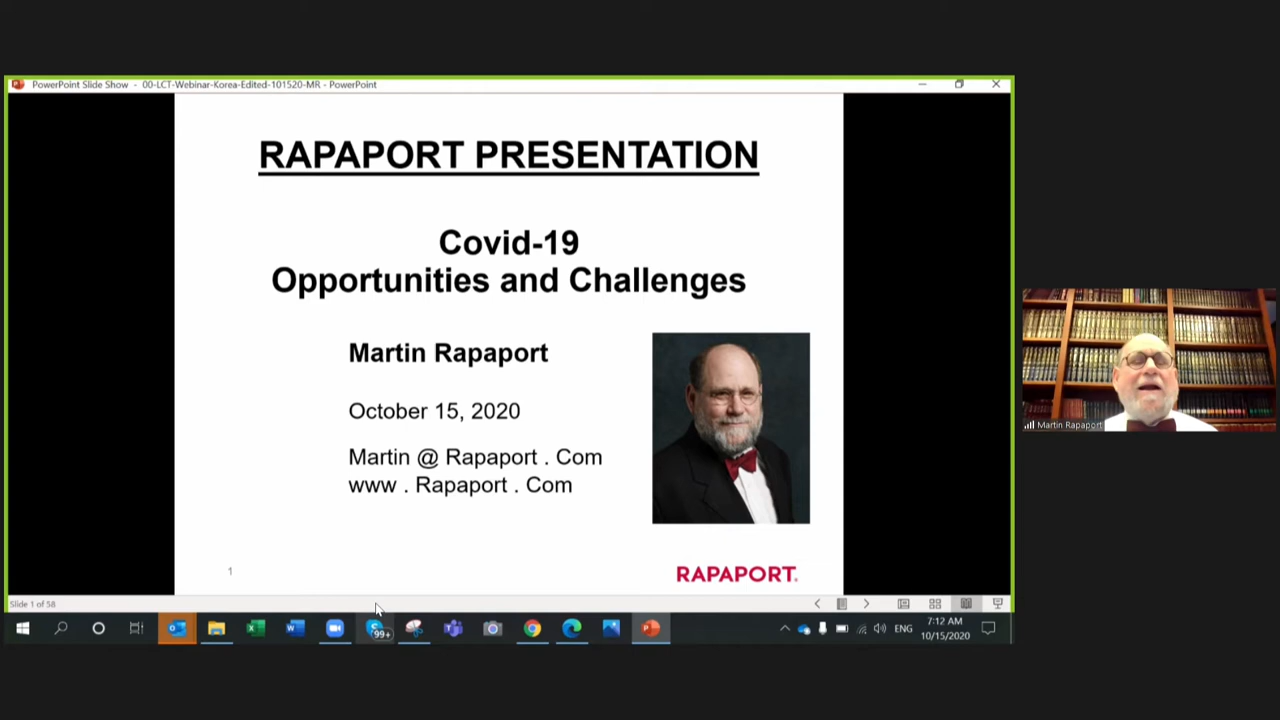 PowerPoint Slide Show - 00-LCT-Webinar-Korea-Edited-101520-MR - PowerPoint
RAPAPORT PRESENTATION
Covid-19
Opportunities and Challenges
Martin Rapaport
October 15, 2020
Martin @ Rapaport . Com
www . Rapaport . Com
1
RAPAPORT.
Martin Rapaport
Slide 1 of 58
99+
ENG
7:12 AM
10/15/2020